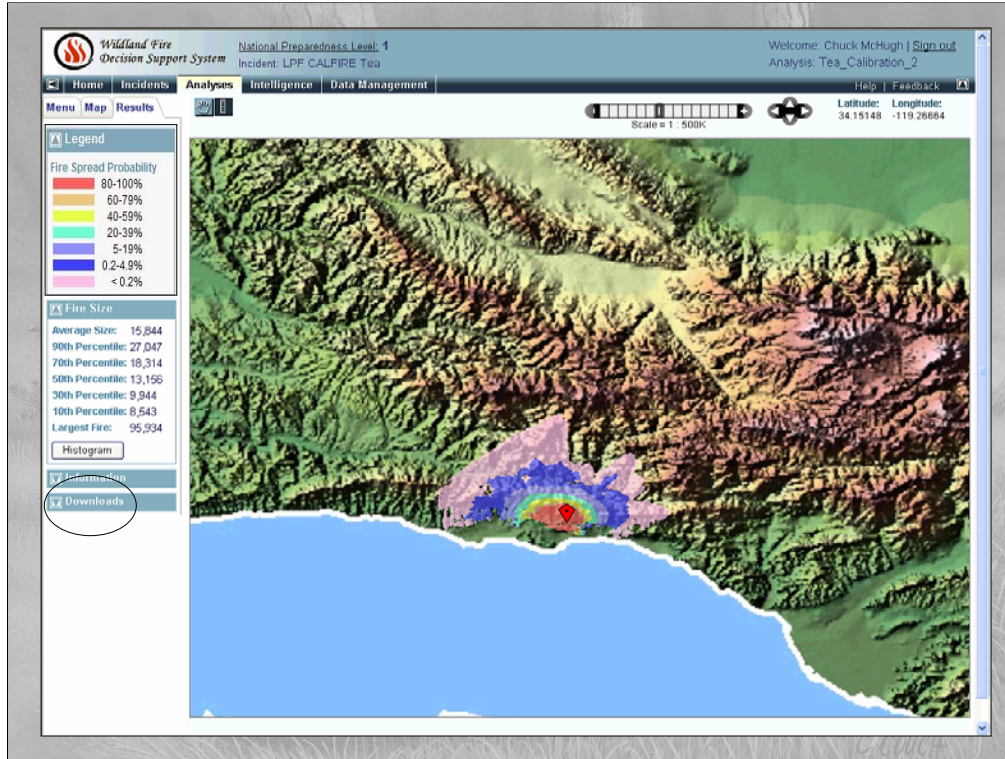 Wildland Fire
Decision Support System
National Preparedness Level: 1
Incident: LPF CALFIRE Tea
Welcome: Chuck McHugh | Sign out
Analysis: Tea_Calibration_2
Home Incidents Analyses Intelligence Data Management
Help | Feedback
Menu Map Results
Scale = 1 : 500K
Latitude: Longitude:
34.15148 -119.26664
Legend
Fire Spread Probability
80-100%
60-79%
40-59%
20-39%
5-19%
0.2-4.9%
< 0.2%
Fire Size
Average Size: 15,844
90th Percentile: 27,047
70th Percentile: 18,314
50th Percentile: 13,156
30th Percentile: 9,944
10th Percentile: 8,543
Largest Fire: 95,934
Histogram
Information
Downloads
C. COUCH